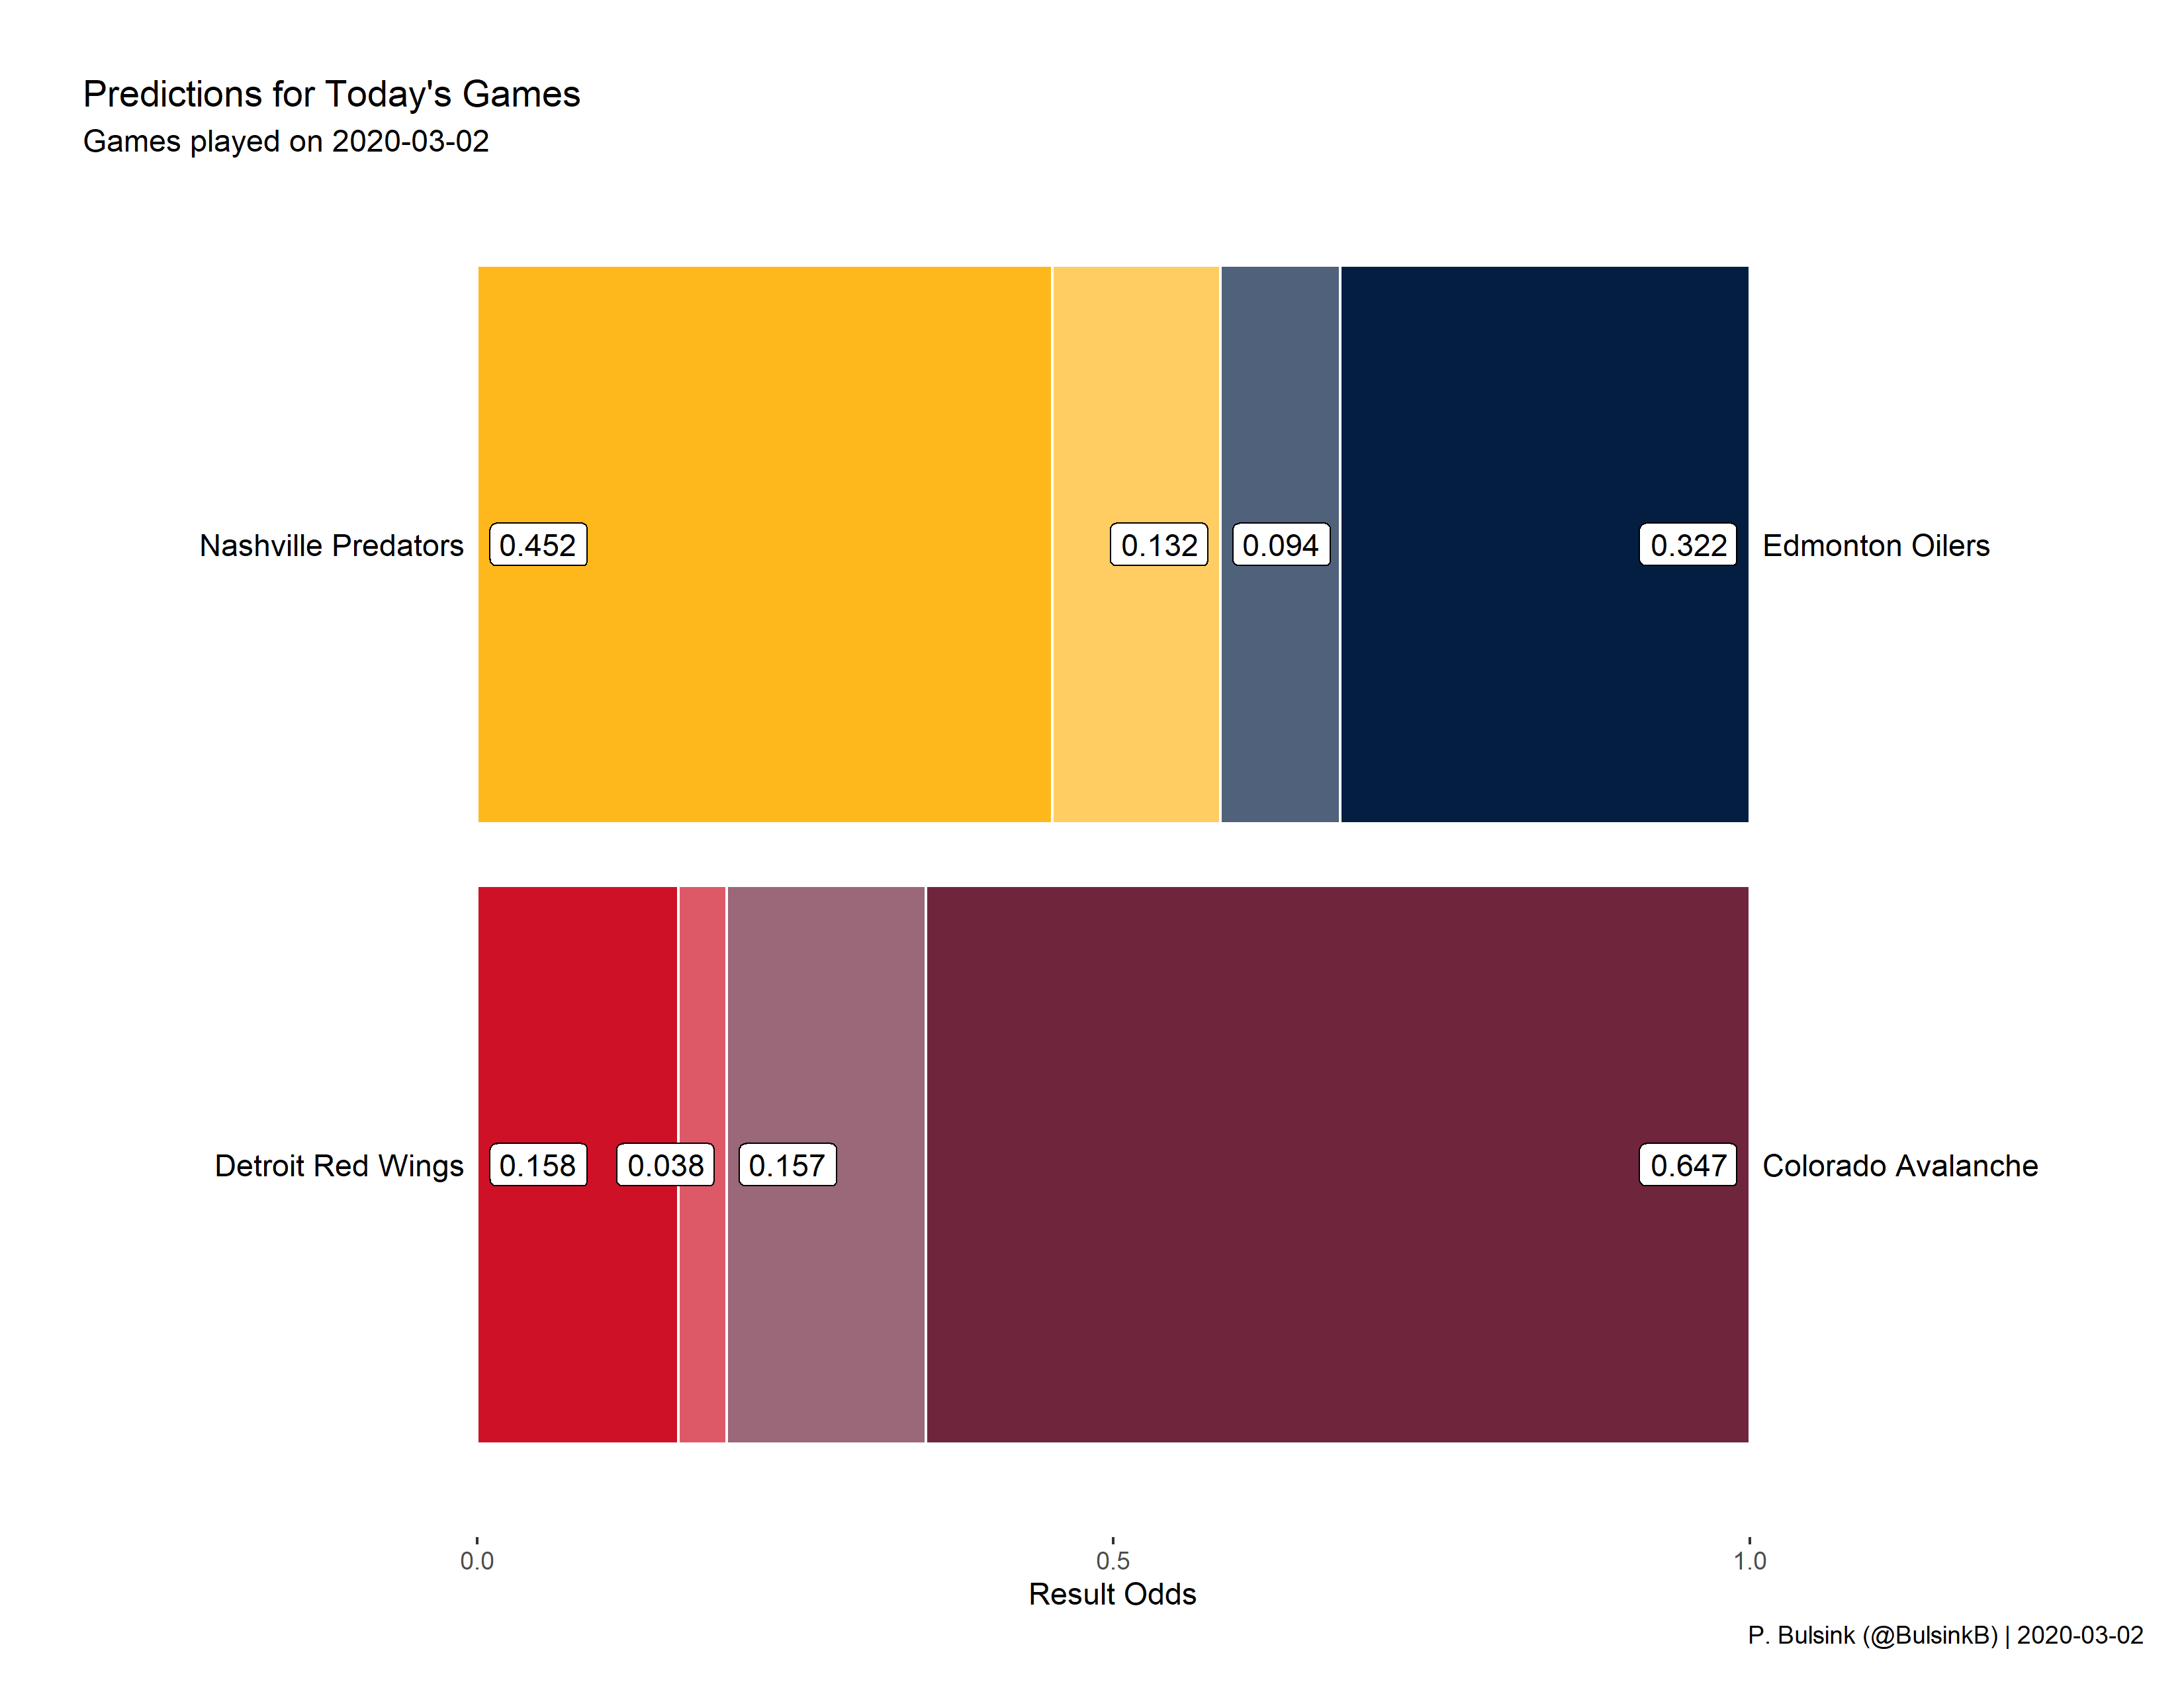 Predictions for Today's Games
Games played on 2020-03-02
Nashville Predators 0.452 0.132 0.094 0.322 Edmonton Oilers
Detroit Red Wings 0.158 0.038 0.157 0.647 Colorado Avalanche
0.0 0.5 1.0
Result Odds
P. Bulsink (@BulsinkB) | 2020-03-02